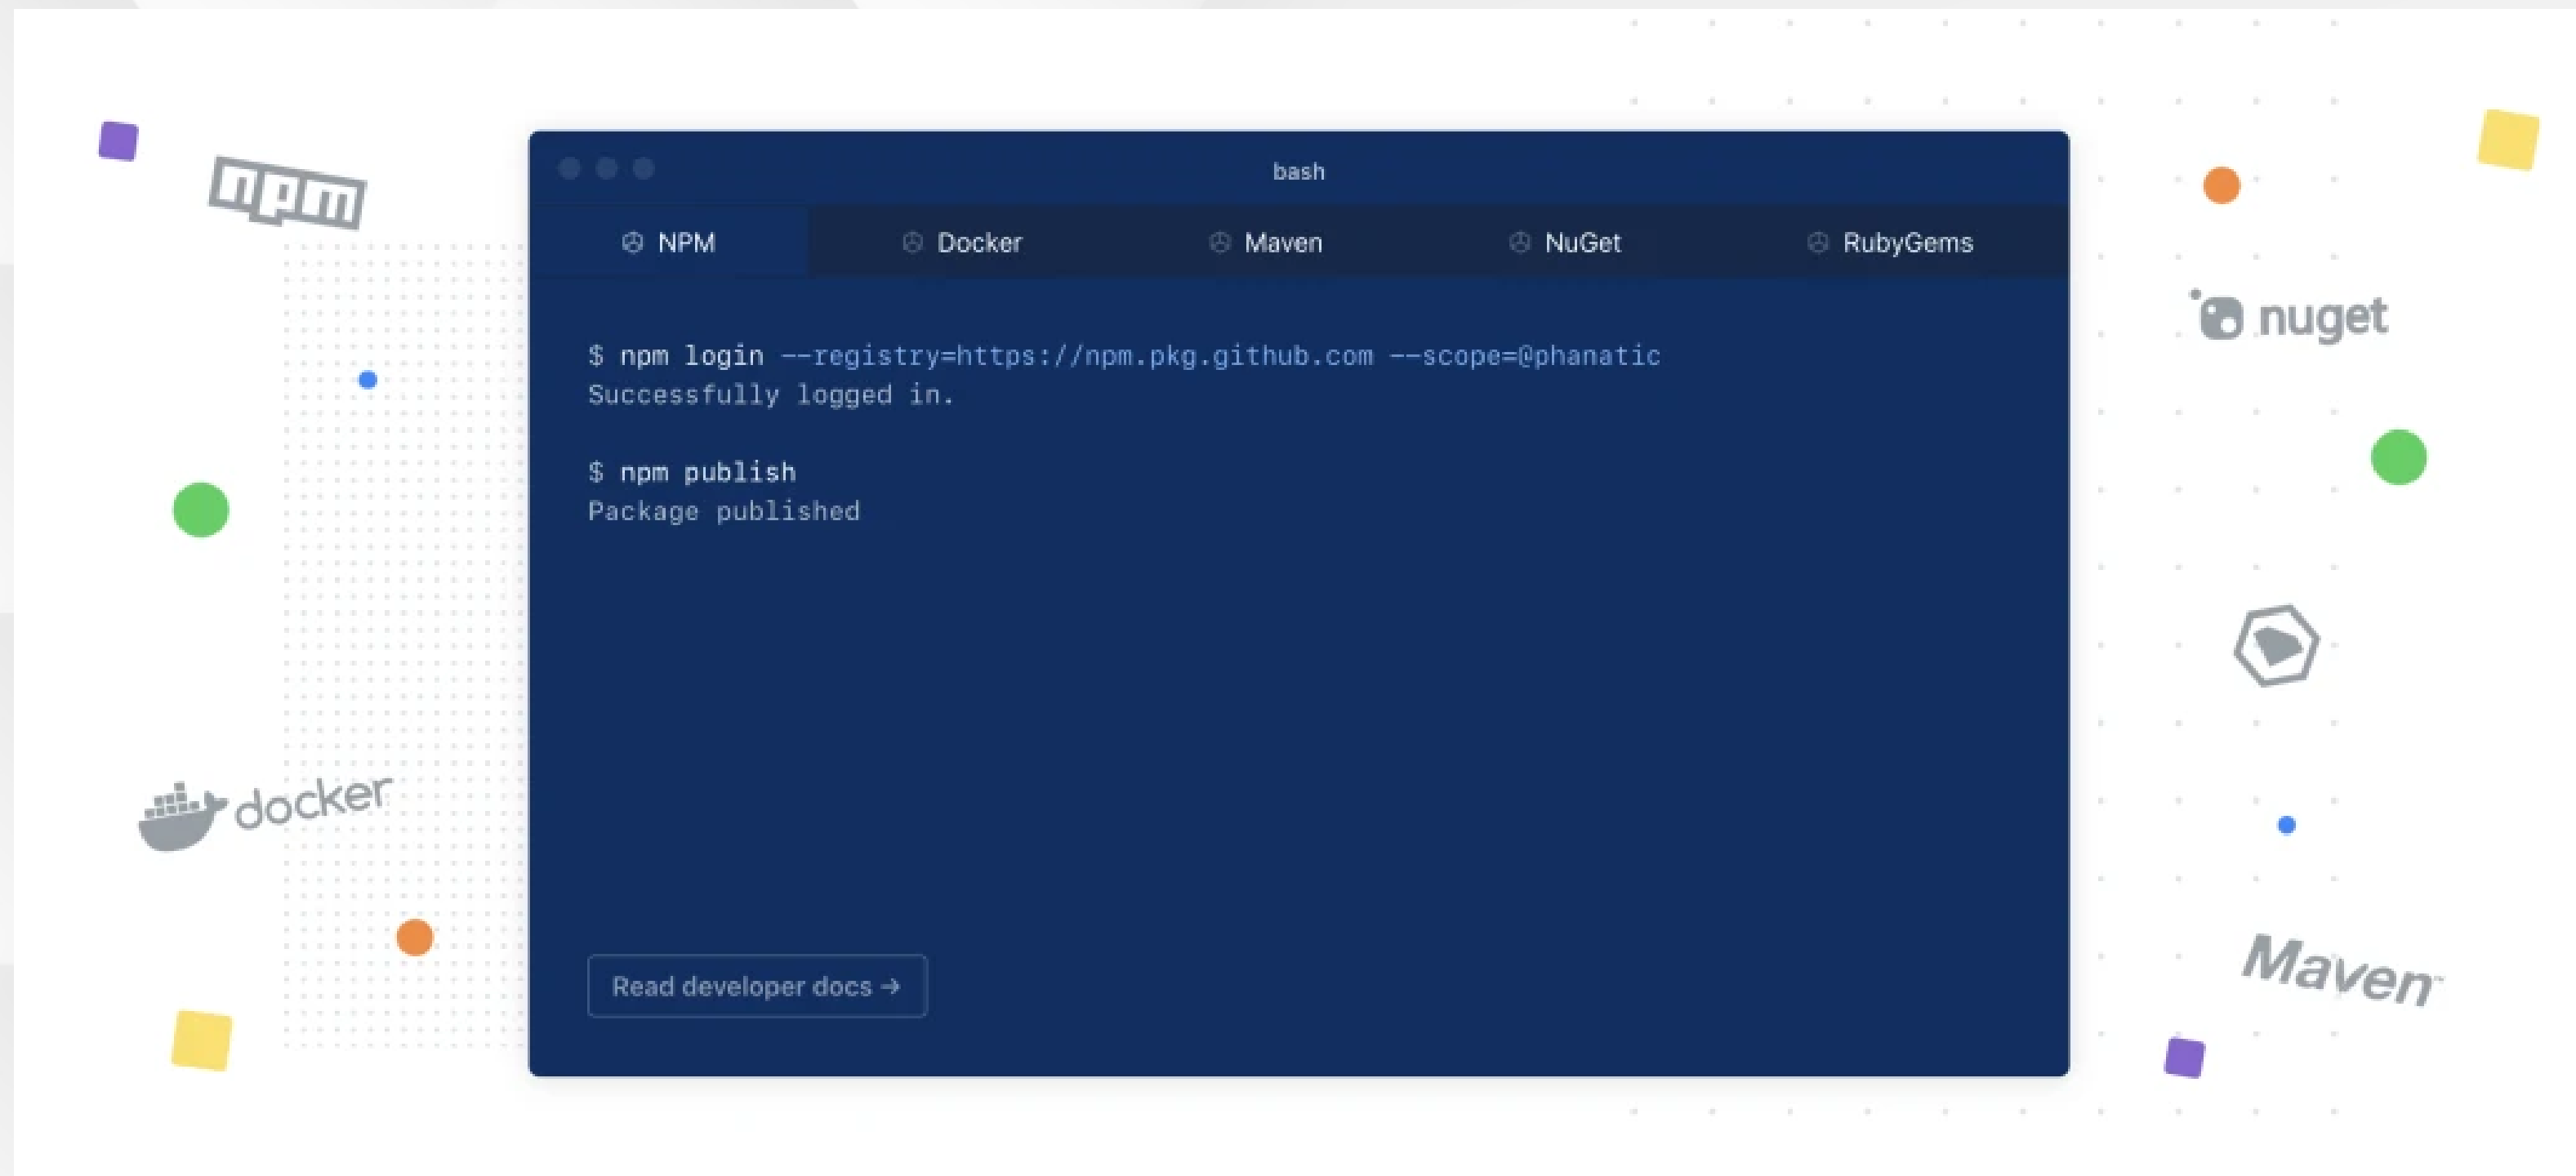 npm
bash
NPM Docker Maven NuGet RubyGems
$ npm login --registry=https://npm.pkg.github.com --scope=@phanatic
Successfully logged in.
$ npm publish
Package published
Read developer docs →
nuget
docker
Maven™